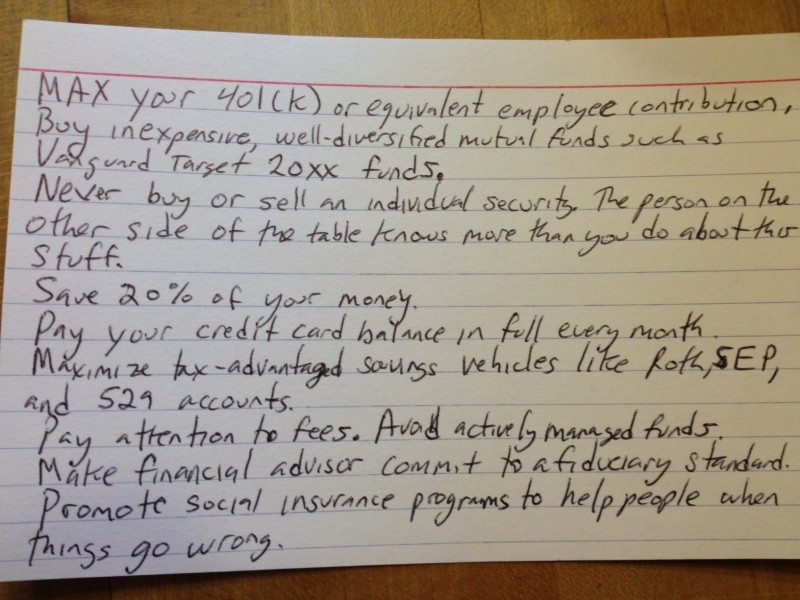 MAX your 401(k) or equivalent employee contribution,
Buy inexpensive, well-diversified mutual funds such as
Vanguard Target 20xx funds.
Never buy or sell an individual security. The person on the
other side of the table knows more than you do about this
stuff.
Save 20% of your money.
Pay your credit card balance in full every month.
Maximize tax-advantaged savings vehicles like Roth, SEP,
and 529 accounts.
Pay attention to fees. Avoid actively managed funds.
Make financial advisor commit to a fiduciary standard.
Promote social insurance programs to help people when
things go wrong.